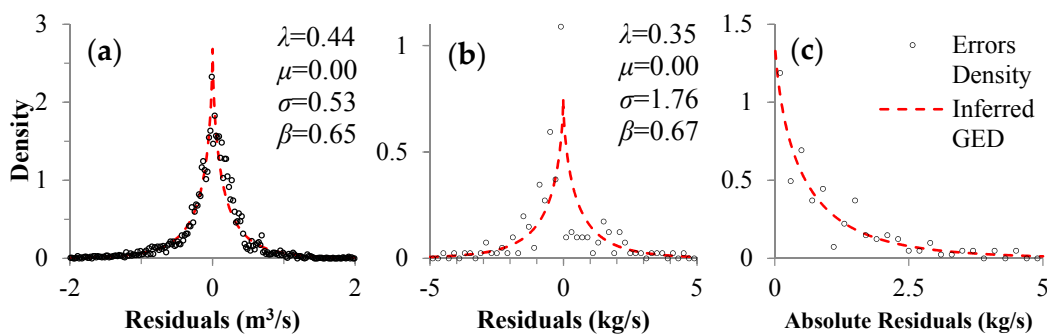 Density
3
2
1
0
(a)
λ=0.44
μ=0.00
σ=0.53
β=0.65
-2
0
2
Residuals (m³/s)
1
0.5
0
(b)
λ=0.35
μ=0.00
σ=1.76
β=0.67
-5
0
5
Residuals (kg/s)
1.5
1
0.5
0
(c)
Errors
Density
Inferred
GED
0
2.5
5
Absolute Residuals (kg/s)